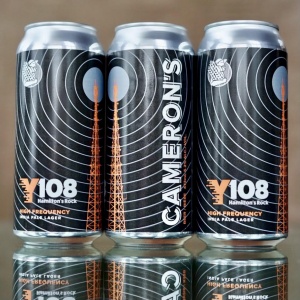 Y108
Hamilton's Rock
HIGH FREQUENCY
INDIA PALE LAGER
CAMERON'S
Y108
Hamilton's Rock
HIGH FREQUENCY
INDIA PALE LAGER